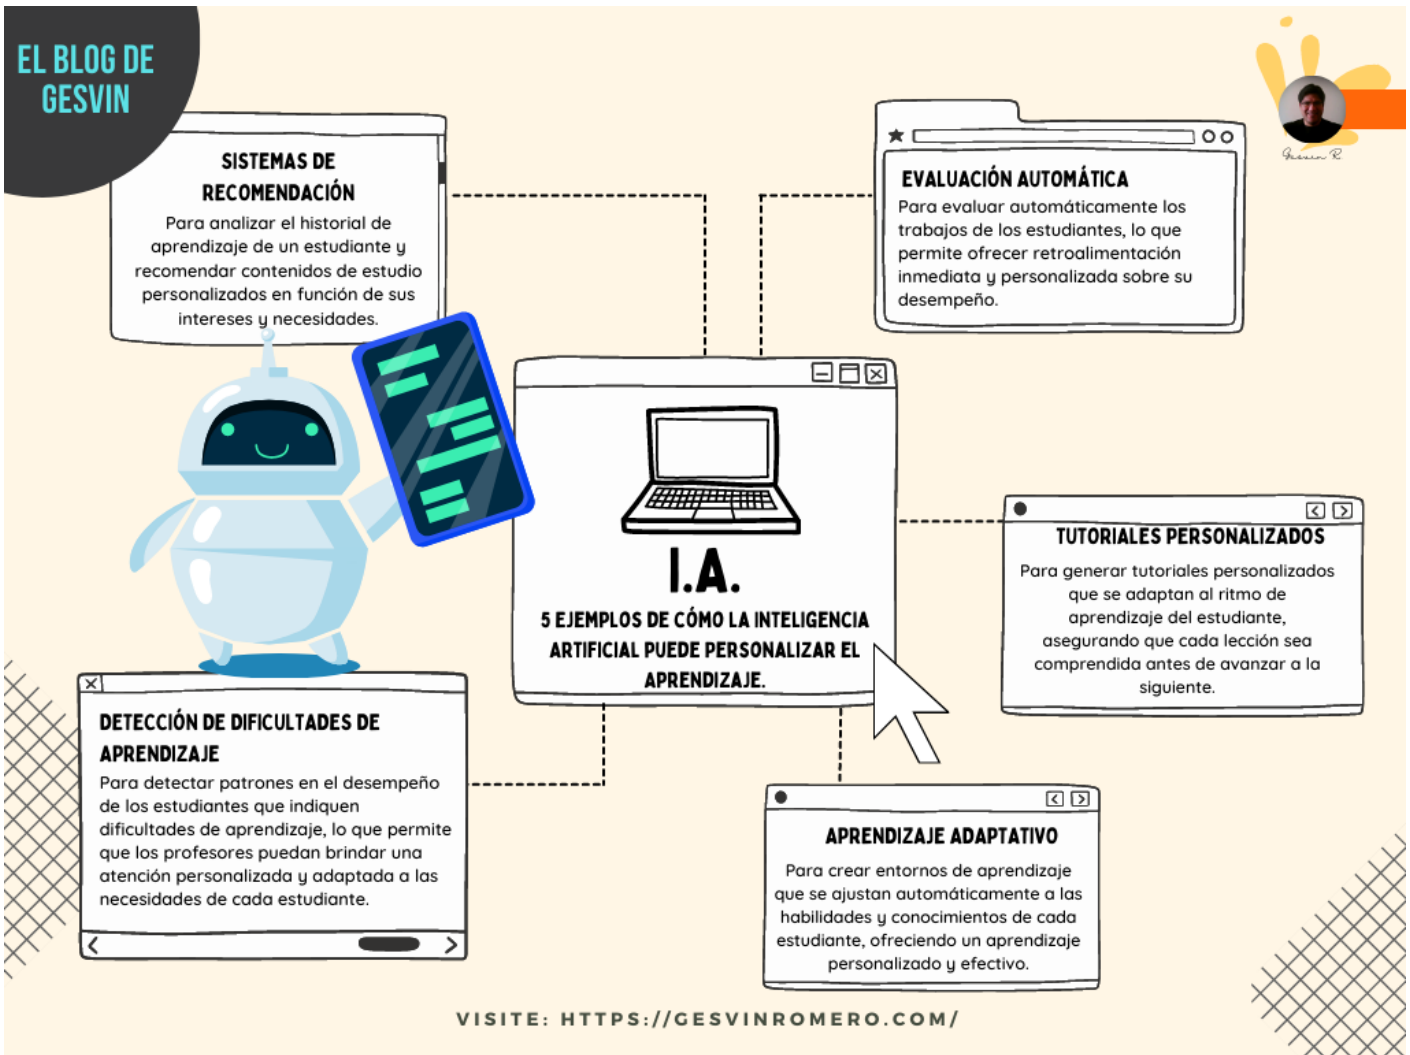 EL BLOG DE
GESVIN
SISTEMAS DE
RECOMENDACIÓN
Para analizar el historial de
aprendizaje de un estudiante y
recomendar contenidos de estudio
personalizados en función de sus
intereses y necesidades.
EVALUACIÓN AUTOMÁTICA
Para evaluar automáticamente los
trabajos de los estudiantes, lo que
permite ofrecer retroalimentación
inmediata y personalizada sobre su
desempeño.
Gesvin R
I.A.
5 EJEMPLOS DE CÓMO LA INTELIGENCIA
ARTIFICIAL PUEDE PERSONALIZAR EL
APRENDIZAJE.
TUTORIALES PERSONALIZADOS
Para generar tutoriales personalizados
que se adaptan al ritmo de
aprendizaje del estudiante,
asegurando que cada lección sea
comprendida antes de avanzar a la
siguiente.
DETECCIÓN DE DIFICULTADES DE
APRENDIZAJE
Para detectar patrones en el desempeño
de los estudiantes que indiquen
dificultades de aprendizaje, lo que permite
que los profesores puedan brindar una
atención personalizada y adaptada a las
necesidades de cada estudiante.
APRENDIZAJE ADAPTATIVO
Para crear entornos de aprendizaje
que se ajustan automáticamente a las
habilidades y conocimientos de cada
estudiante, ofreciendo un aprendizaje
personalizado y efectivo.
VISITE: HTTPS://GESVINROMERO.COM/